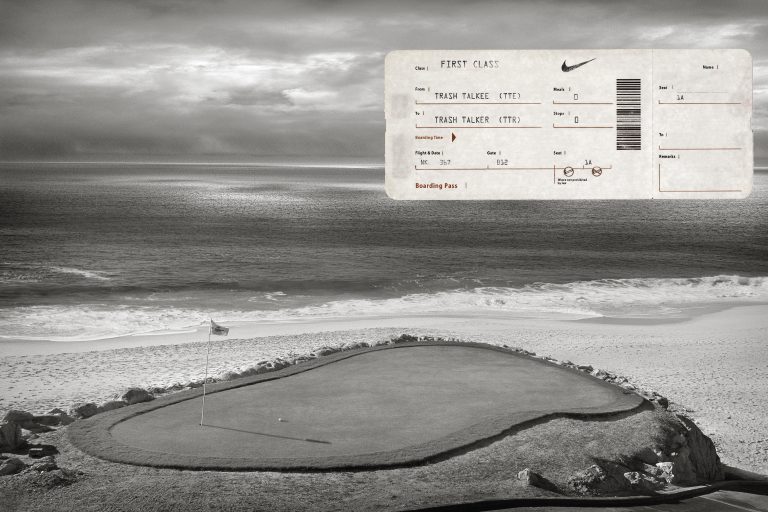 Class |
FIRST CLASS
Name |
From |
TRASH TALKEE (TTE)
Meals |
0
Seat |
1A
To |
TRASH TALKER (TTR)
Stops |
0
Boarding Time
To |
Flight & Date |
NK 367
Gate |
B12
Seat |
1A
Remarks |
Boarding Pass |